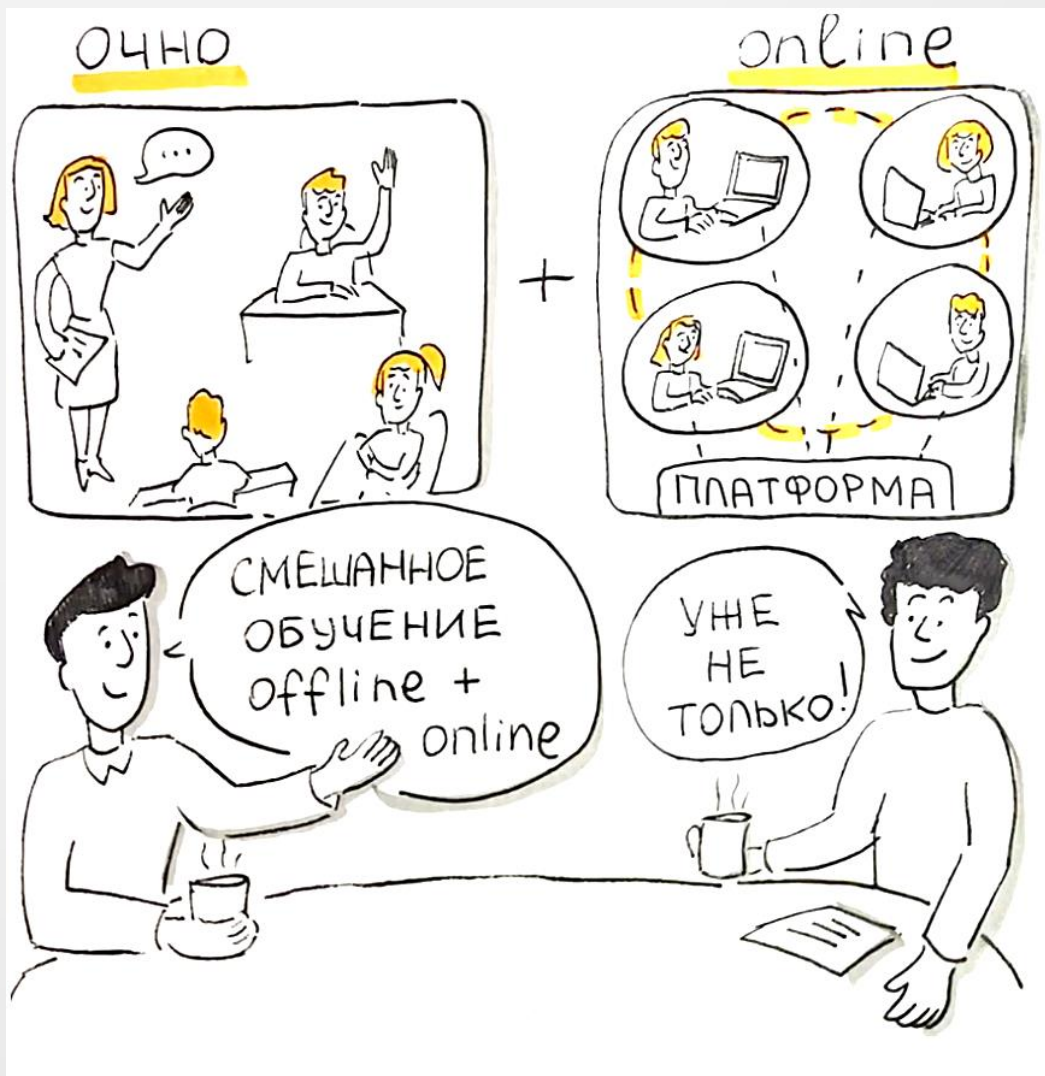 очно
online
...
+
ПЛАТФОРМА
СМЕШАННОЕ
ОБУЧЕНИЕ
offline +
online
УЖЕ
НЕ
ТОЛЬКО!